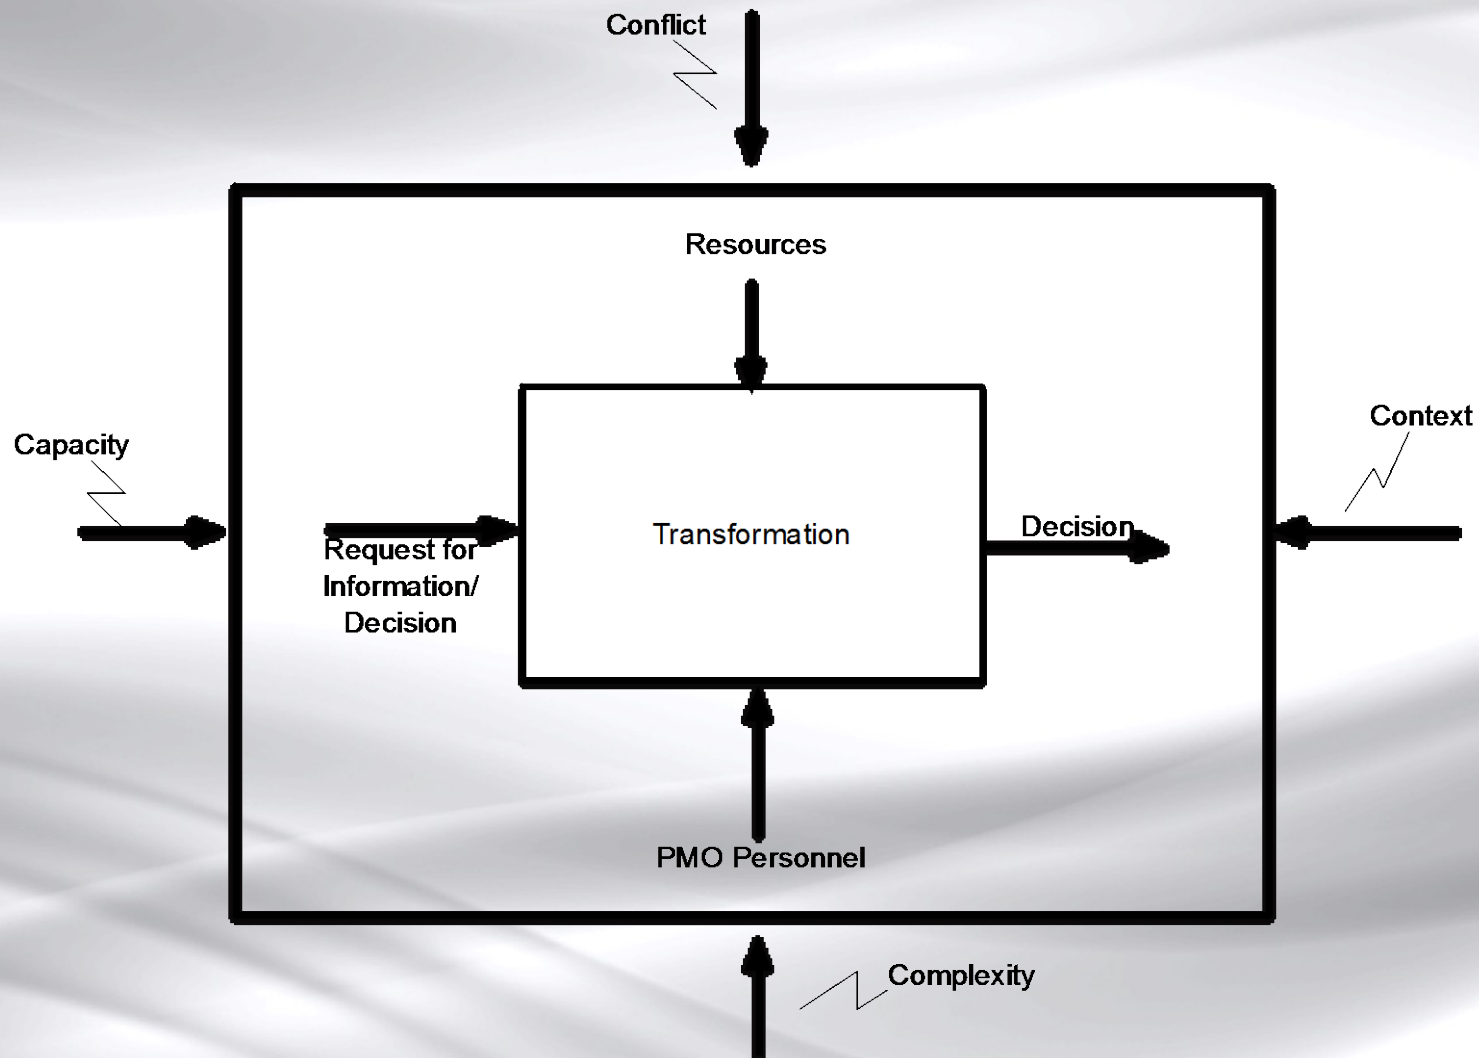 Conflict
Resources
Context
Capacity
Transformation
Decision
Request for
Information/
Decision
PMO Personnel
Complexity